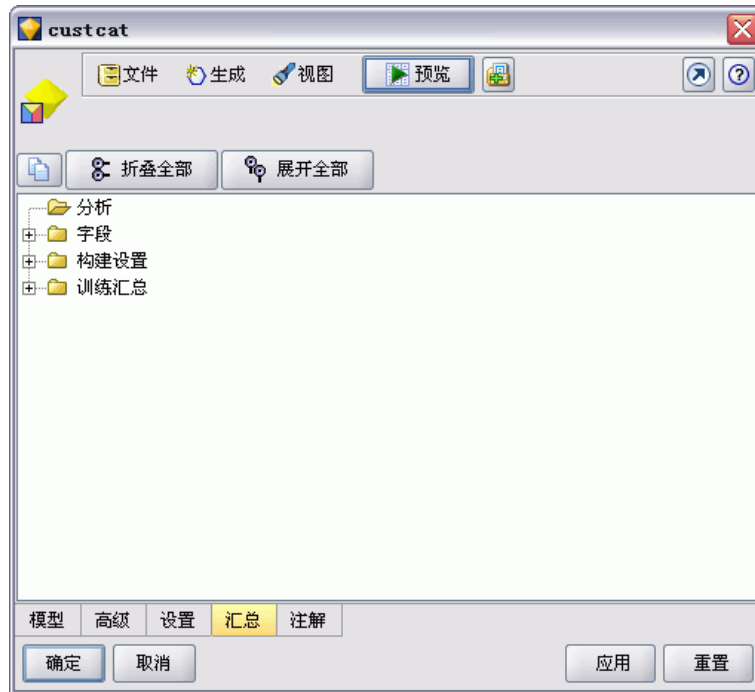 custcat
文件 生成 视图 预览
折叠全部 展开全部
分析
字段
构建设置
训练汇总
模型 高级 设置 汇总 注解
确定 取消 应用 重置